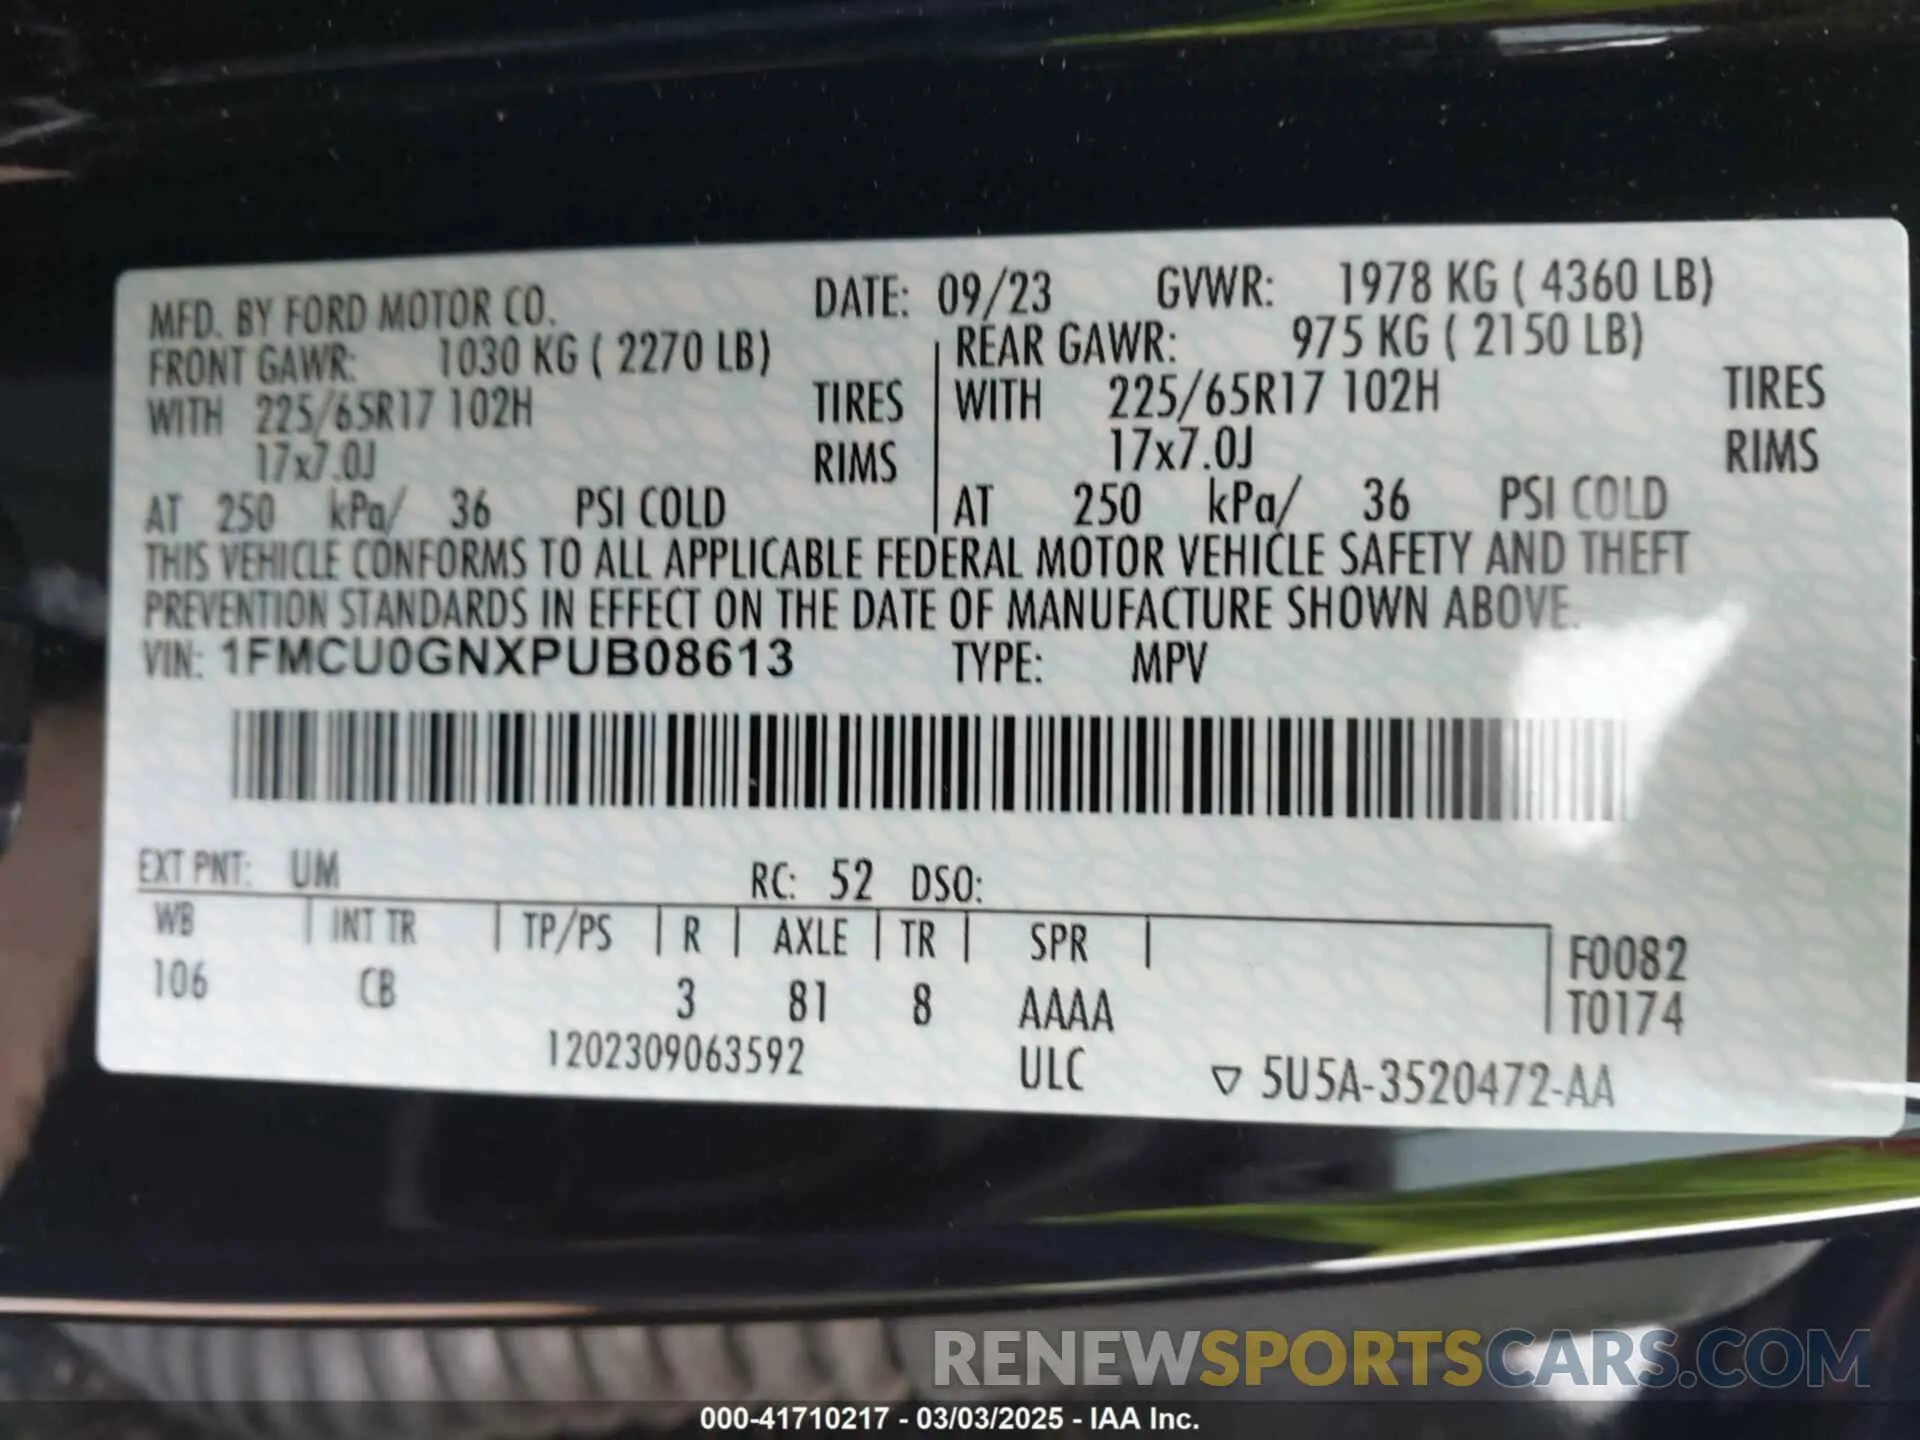 MFD. BY FORD MOTOR CO. DATE: 09/23 GVWR: 1978 KG ( 4360 LB)
FRONT GAWR: 1030 KG ( 2270 LB) REAR GAWR: 975 KG ( 2150 LB)
WITH 225/65R17 102H TIRES WITH 225/65R17 102H TIRES
17x7.0J RIMS 17x7.0J RIMS
AT 250 kPa/ 36 PSI COLD AT 250 kPa/ 36 PSI COLD
THIS VEHICLE CONFORMS TO ALL APPLICABLE FEDERAL MOTOR VEHICLE SAFETY AND THEFT
PREVENTION STANDARDS IN EFFECT ON THE DATE OF MANUFACTURE SHOWN ABOVE.
VIN: 1FMCU0GNXPUB08613 TYPE: MPV
EXT PNT: UM RC: 52 DSO:
WB INT TR TP/PS R AXLE TR SPR F0082
106 CB 3 81 8 AAAA T0174
1202309063592 ULC ▽ 5U5A-3520472-AA
RENEWSPORTSCARS.COM
000-41710217 - 03/03/2025 - IAA Inc.